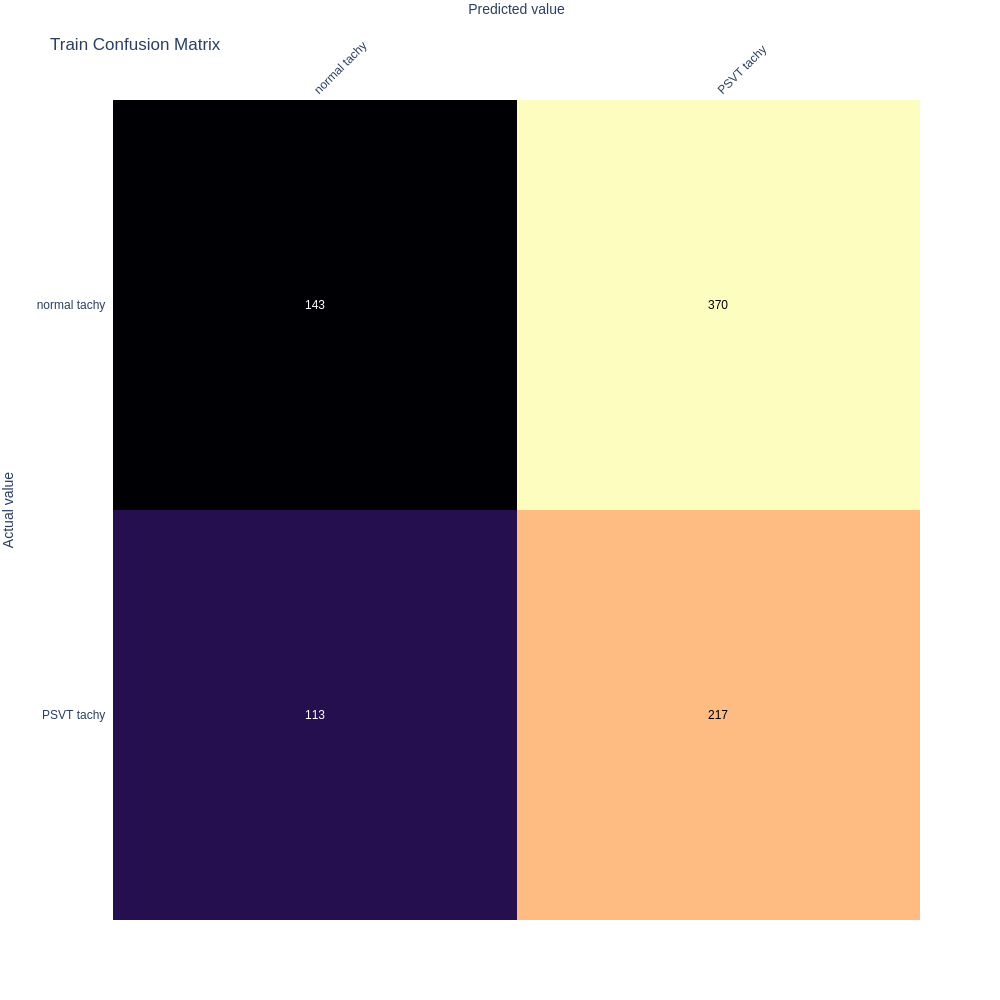 Predicted value
Train Confusion Matrix
normal tachy
PSVT tachy
normal tachy
143
370
Actual value
PSVT tachy
113
217